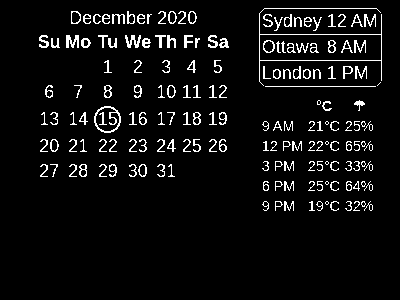 December 2020
Su Mo Tu We Th Fr Sa
1 2 3 4 5
6 7 8 9 10 11 12
13 14 15 16 17 18 19
20 21 22 23 24 25 26
27 28 29 30 31
Sydney 12 AM
Ottawa 8 AM
London 1 PM
°C ☂
9 AM 21°C 25%
12 PM 22°C 65%
3 PM 25°C 33%
6 PM 25°C 64%
9 PM 19°C 32%